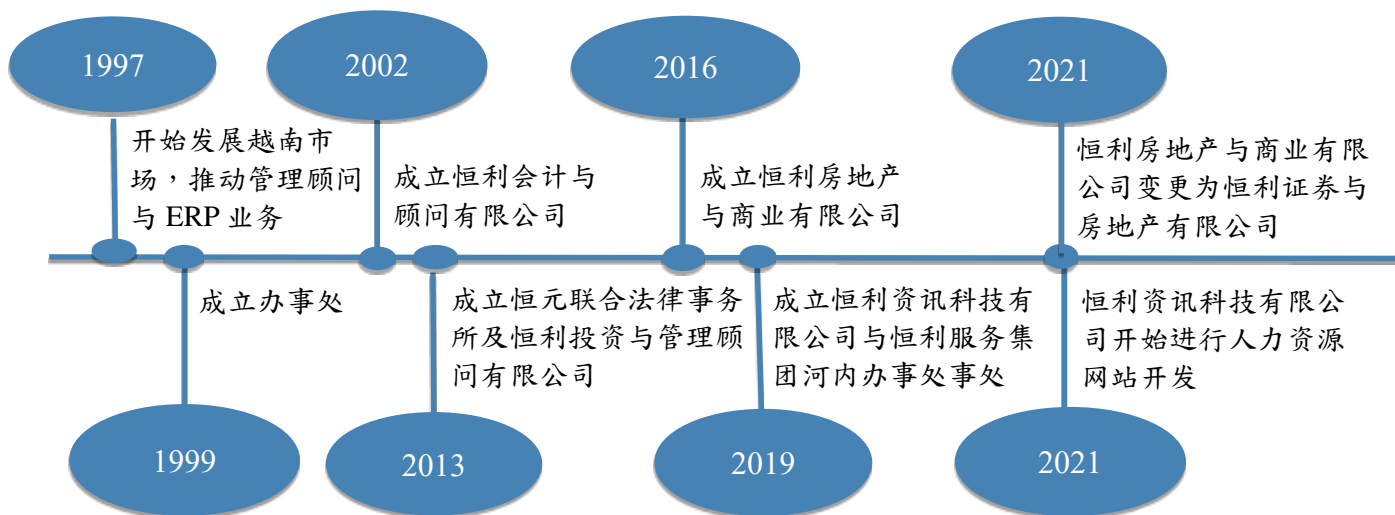 1997
开始发展越南市
场，推动管理顾问
与 ERP 业务
1999
成立办事处
2002
成立恒利会计与
顾问有限公司
2013
成立恒元联合法律事务
所及恒利投资与管理顾
问有限公司
2016
成立恒利房地产
与商业有限公司
2019
成立恒利资讯科技有
限公司与恒利服务集
团河内办事处事处
2021
恒利房地产与商业有限
公司变更为恒利证券与
房地产有限公司
2021
恒利资讯科技有限公
司开始进行人力资源
网站开发